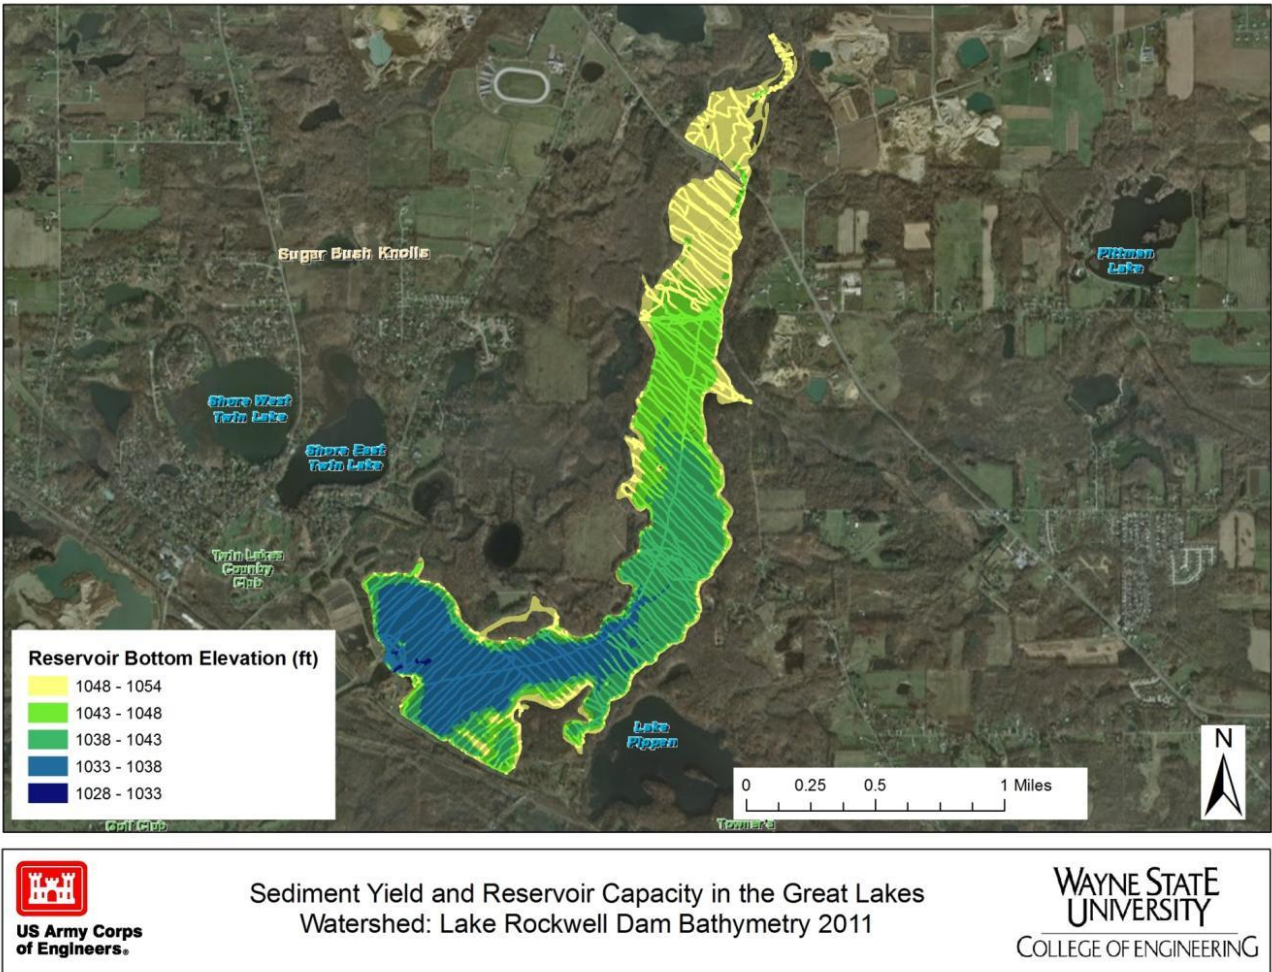 Sugar Bush Knolls
Pittman
Lake
Shore West
Twin Lake
Shore East
Twin Lake
Twin Lakes
Country
Club
Lake
Pippen
Golf Club
Towner's
Reservoir Bottom Elevation (ft)
1048 - 1054
1043 - 1048
1038 - 1043
1033 - 1038
1028 - 1033
0 0.25 0.5 1 Miles
N
US Army Corps
of Engineers®
Sediment Yield and Reservoir Capacity in the Great Lakes
Watershed: Lake Rockwell Dam Bathymetry 2011
WAYNE STATE
UNIVERSITY
COLLEGE OF ENGINEERING